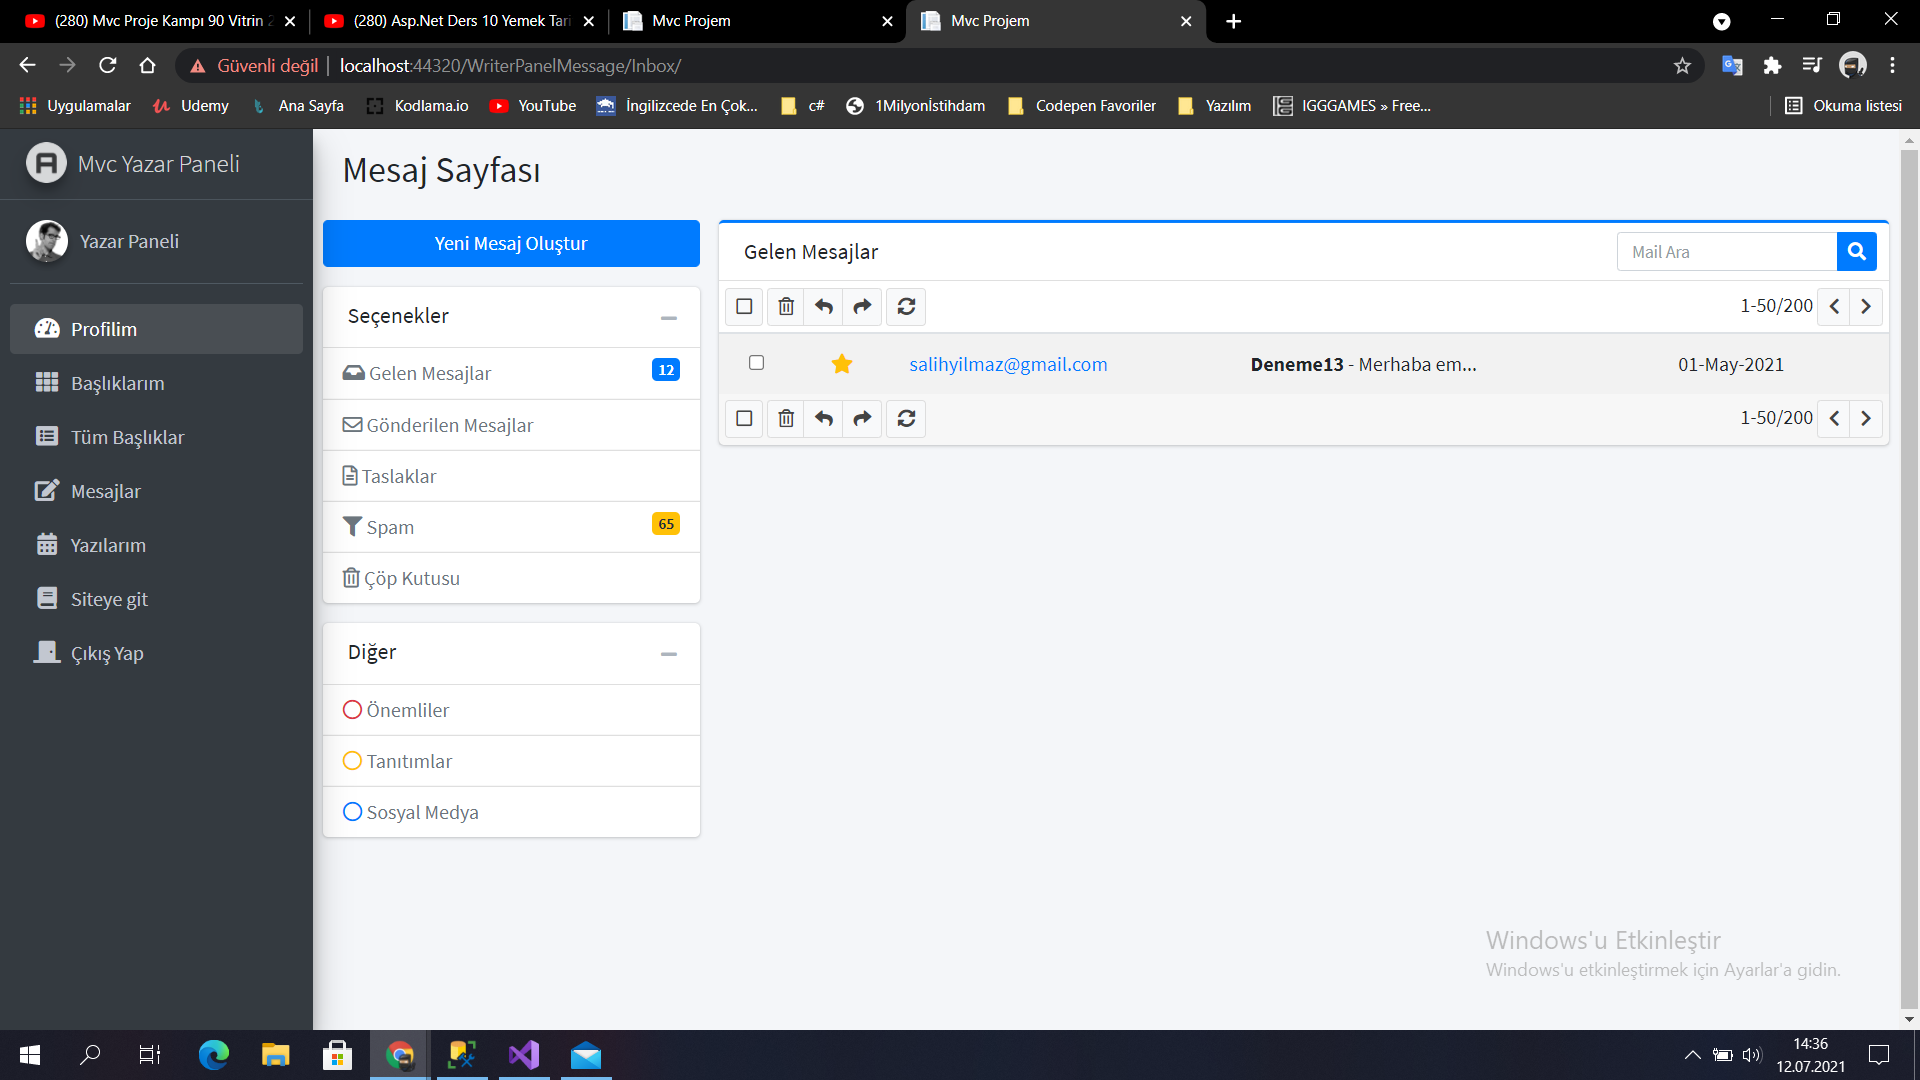 (280) Mvc Proje Kampı 90 Vitrin 2
(280) Asp.Net Ders 10 Yemek Tari
Mvc Projem
Mvc Projem
Güvenli değil
localhost:44320/WriterPanelMessage/Inbox/
Uygulamalar
Udemy
Ana Sayfa
Kodlama.io
YouTube
İngilizcede En Çok...
c#
1Milyonİstihdam
Codepen Favoriler
Yazılım
IGGGAMES » Free...
Okuma listesi
Mvc Yazar Paneli
Yazar Paneli
Profilim
Başlıklarım
Tüm Başlıklar
Mesajlar
Yazılarım
Siteye git
Çıkış Yap
Mesaj Sayfası
Yeni Mesaj Oluştur
Seçenekler
Gelen Mesajlar 12
Gönderilen Mesajlar
Taslaklar
Spam 65
Çöp Kutusu
Diğer
Önemliler
Tanıtımlar
Sosyal Medya
Gelen Mesajlar
Mail Ara
1-50/200
salihyilmaz@gmail.com Deneme13 - Merhaba em... 01-May-2021
1-50/200
Windows'u Etkinleştir
Windows'u etkinleştirmek için Ayarlar'a gidin.
14:36
12.07.2021